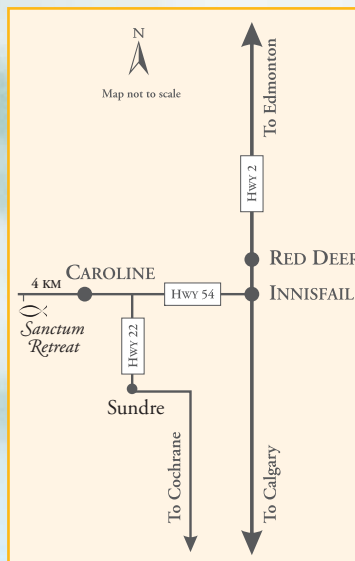 N
Map not to scale
To Edmonton
Hwy 2
Red Deer
Innisfail
4 km
Caroline
Hwy 54
Sanctum
Retreat
Hwy 22
Sundre
To Cochrane
To Calgary